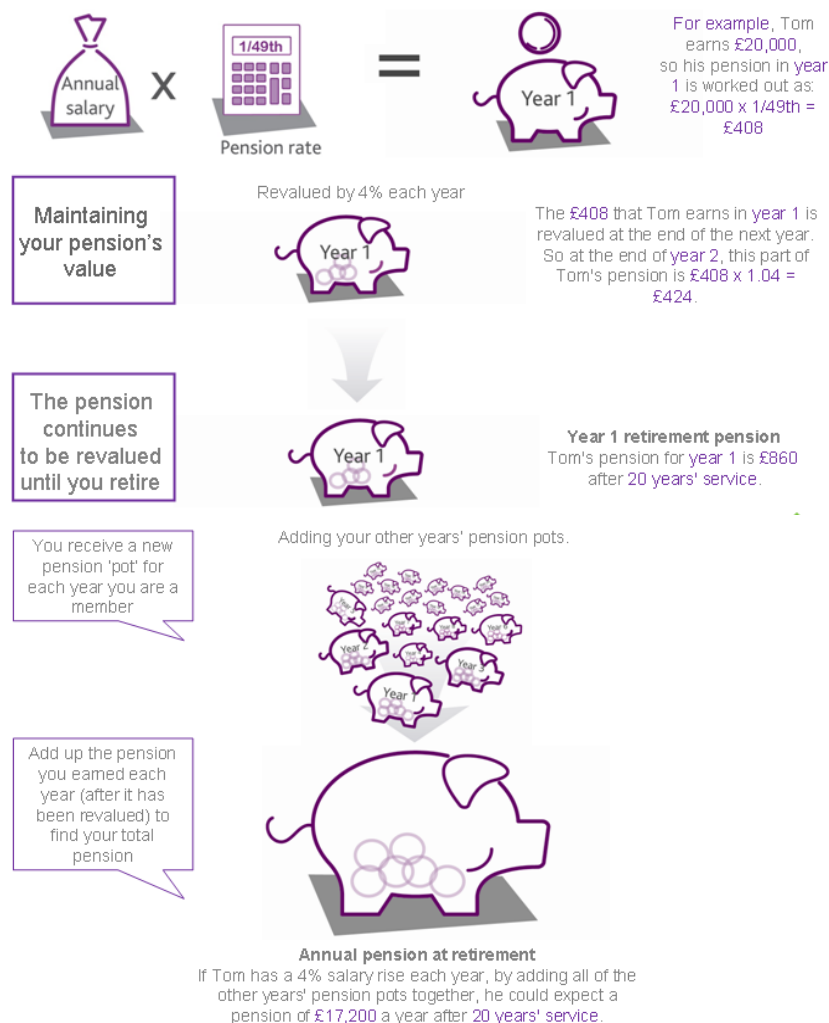 Annual
salary
X
1/49th
Pension rate
=
Year 1
For example, Tom
earns £20,000,
so his pension in year
1 is worked out as:
£20,000 x 1/49th =
£408
Maintaining
your pension's
value
Revalued by 4% each year
Year 1
The £408 that Tom earns in year 1 is
revalued at the end of the next year.
So at the end of year 2, this part of
Tom's pension is £408 x 1.04 =
£424.
The pension
continues
to be revalued
until you retire
Year 1
Year 1 retirement pension
Tom's pension for year 1 is £860
after 20 years' service.
You receive a new
pension 'pot' for
each year you are a
member
Adding your other years' pension pots.
Year 2
Year 3
Year 1
Add up the pension
you earned each
year (after it has
been revalued) to
find your total
pension
Annual pension at retirement
If Tom has a 4% salary rise each year, by adding all of the
other years' pension pots together, he could expect a
pension of £17,200 a year after 20 years' service.